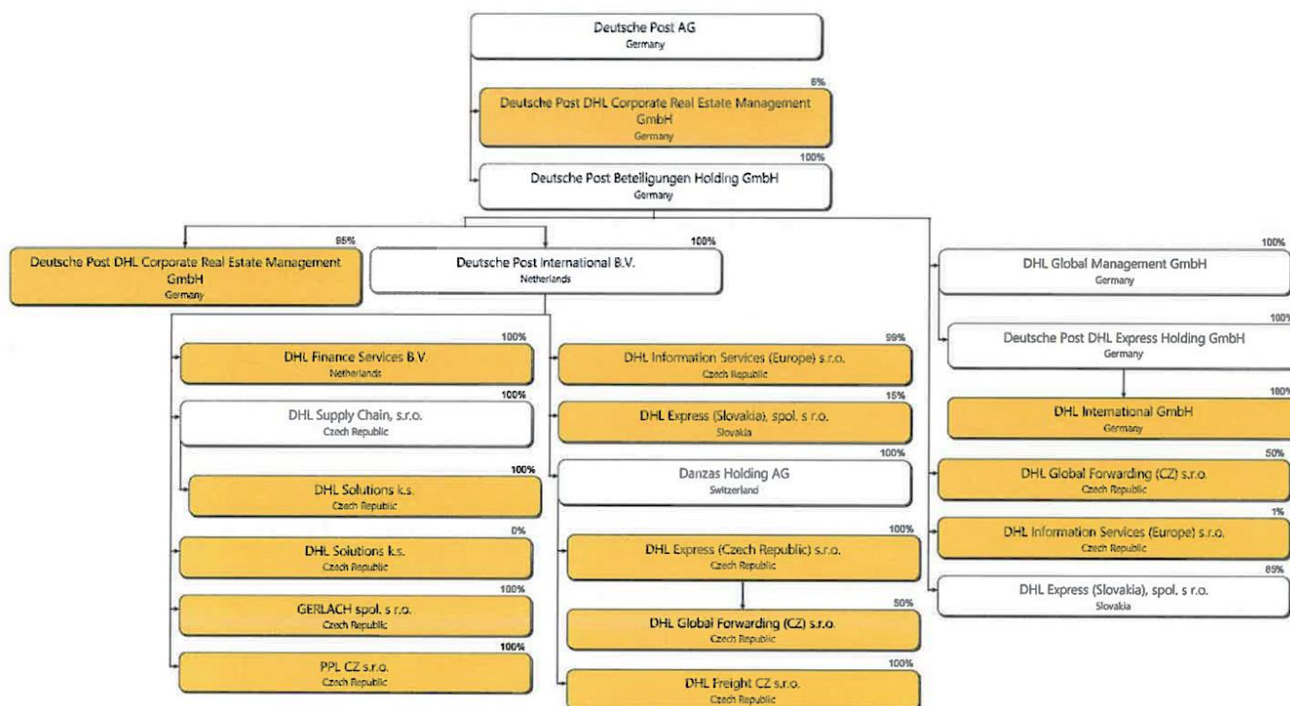 Deutsche Post AG
Germany
6%
Deutsche Post DHL Corporate Real Estate Management
GmbH
Germany
100%
Deutsche Post Beteiligungen Holding GmbH
Germany
95%
Deutsche Post DHL Corporate Real Estate Management
GmbH
Germany
100%
Deutsche Post International B.V.
Netherlands
100%
DHL Finance Services B.V.
Netherlands
100%
DHL Supply Chain, s.r.o.
Czech Republic
100%
DHL Solutions k.s.
Czech Republic
0%
DHL Solutions k.s.
Czech Republic
100%
GERLACH spol. s r.o.
Czech Republic
100%
PPL CZ s.r.o.
Czech Republic
99%
DHL Information Services (Europe) s.r.o.
Czech Republic
15%
DHL Express (Slovakia), spol. s r.o.
Slovakia
100%
Danzas Holding AG
Switzerland
100%
DHL Express (Czech Republic) s.r.o.
Czech Republic
50%
DHL Global Forwarding (CZ) s.r.o.
Czech Republic
100%
DHL Freight CZ s.r.o.
Czech Republic
100%
DHL Global Management GmbH
Germany
100%
Deutsche Post DHL Express Holding GmbH
Germany
100%
DHL International GmbH
Germany
50%
DHL Global Forwarding (CZ) s.r.o.
Czech Republic
1%
DHL Information Services (Europe) s.r.o.
Czech Republic
85%
DHL Express (Slovakia), spol. s r.o.
Slovakia